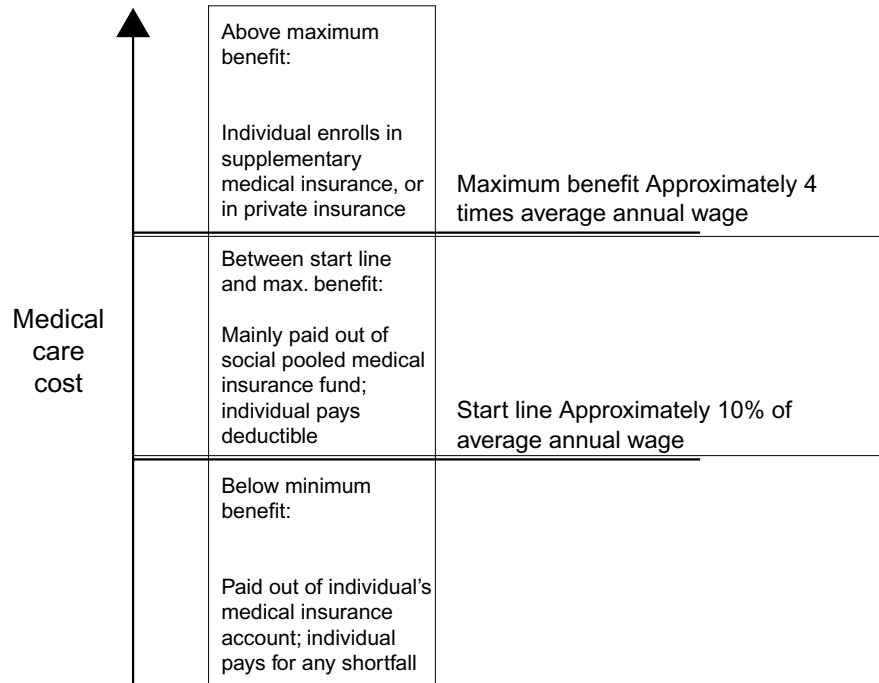 Above maximum
benefit:
Individual enrolls in
supplementary
medical insurance, or
in private insurance
Maximum benefit Approximately 4
times average annual wage
Between start line
and max. benefit:
Mainly paid out of
social pooled medical
insurance fund;
individual pays
deductible
Medical
care
cost
Start line Approximately 10% of
average annual wage
Below minimum
benefit:
Paid out of individual’s
medical insurance
account; individual
pays for any shortfall